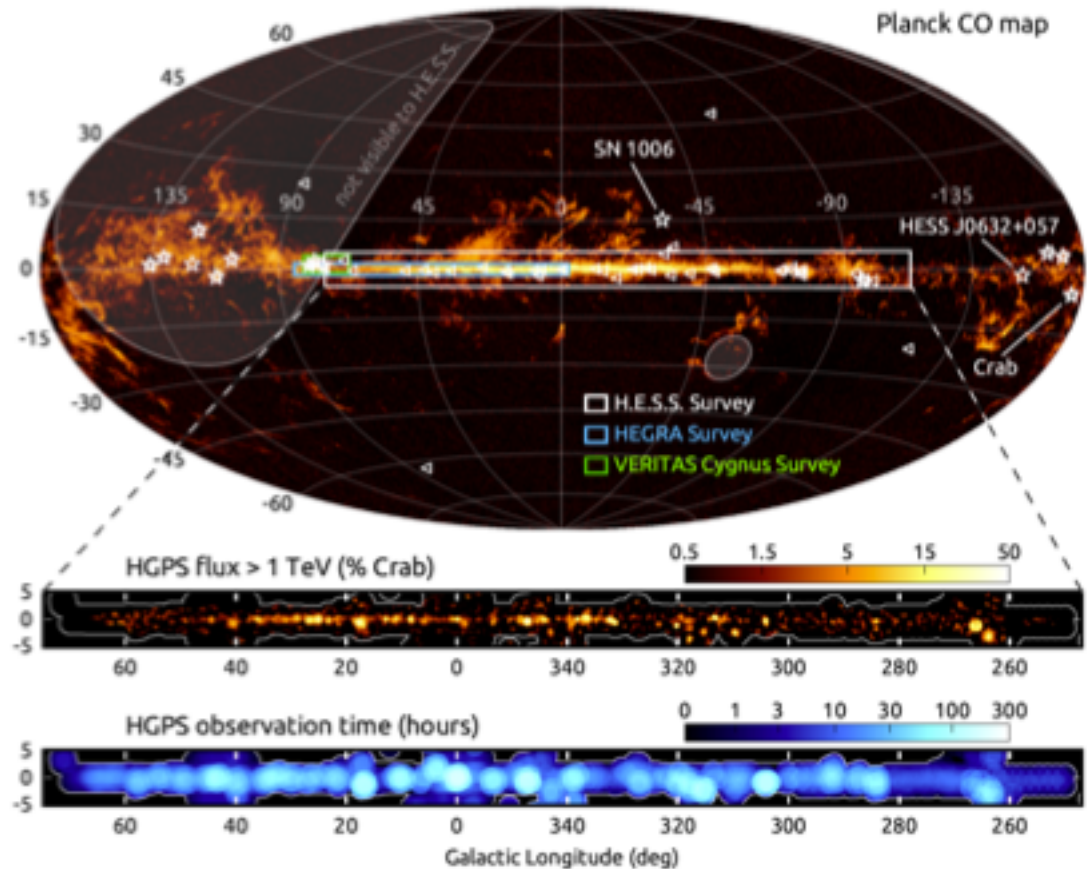 Planck CO map
60
45
30
15
0
-15
-30
-45
-60
135
90
45
0
-45
-90
-135
not visible to H.E.S.S.
SN 1006
HESS J0632+057
Crab
H.E.S.S. Survey
HEGRA Survey
VERITAS Cygnus Survey
HGPS flux > 1 TeV (% Crab)
0.5 1.5 5 15 50
5
0
-5
60 40 20 0 340 320 300 280 260
HGPS observation time (hours)
0 1 3 10 30 100 300
5
0
-5
60 40 20 0 340 320 300 280 260
Galactic Longitude (deg)